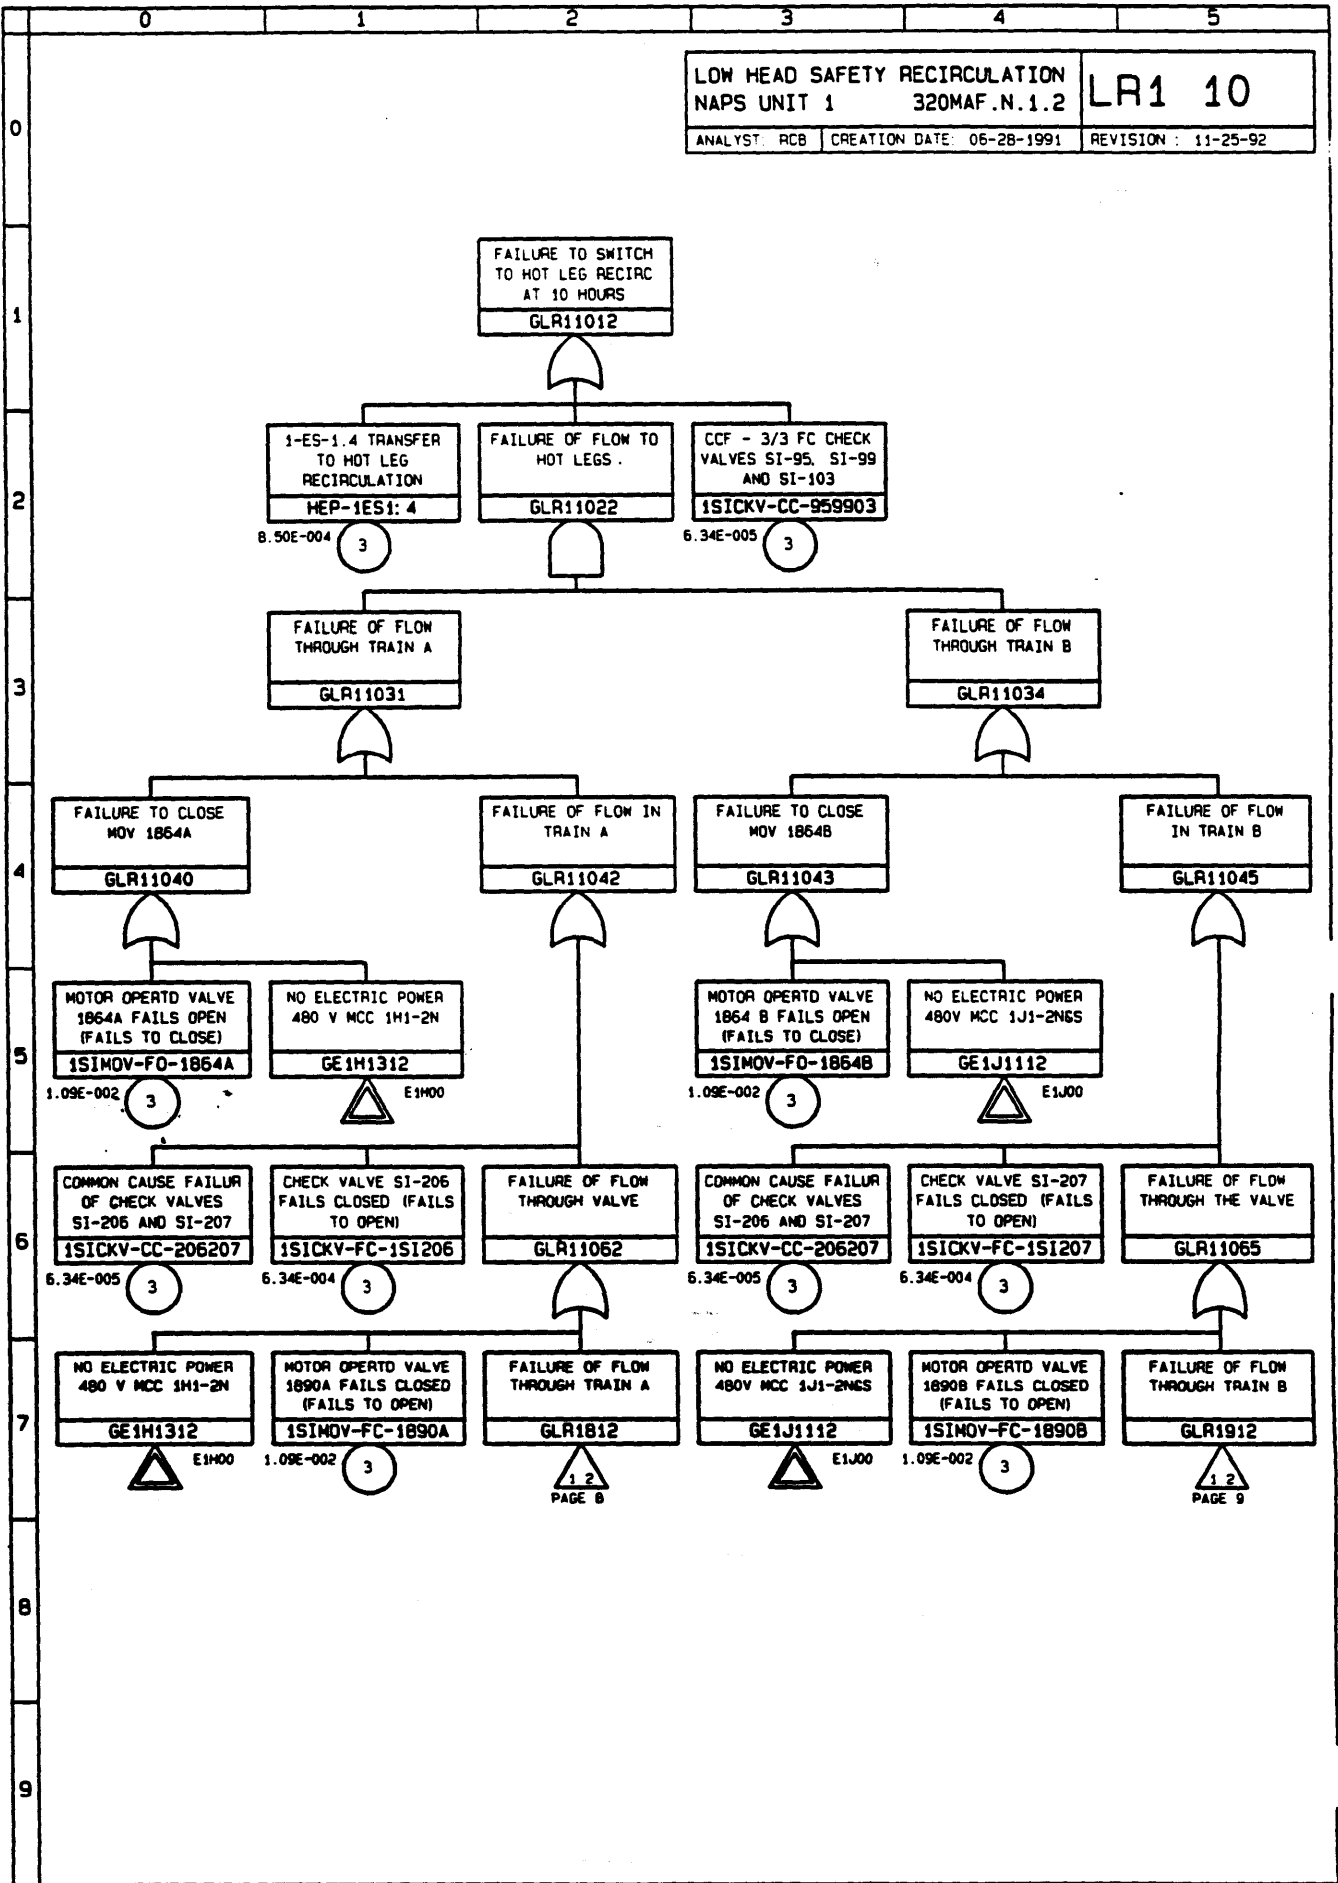 0 1 2 3 4 5
LOW HEAD SAFETY RECIRCULATION
NAPS UNIT 1 320MAF.N.1.2
LR1 10
ANALYST: RCB CREATION DATE: 06-28-1991 REVISION : 11-25-92
0
FAILURE TO SWITCH
TO HOT LEG RECIRC
AT 10 HOURS
GLR11012
1
1-ES-1.4 TRANSFER
TO HOT LEG
RECIRCULATION
HEP-1ES1:4
8.50E-004
3
FAILURE OF FLOW TO
HOT LEGS .
GLR11022
CCF - 3/3 FC CHECK
VALVES SI-95, SI-99
AND SI-103
1SICKV-CC-959903
6.34E-005
3
2
FAILURE OF FLOW
THROUGH TRAIN A
GLR11031
FAILURE OF FLOW
THROUGH TRAIN B
GLR11034
3
FAILURE TO CLOSE
MOV 1864A
GLR11040
FAILURE OF FLOW IN
TRAIN A
GLR11042
FAILURE TO CLOSE
MOV 1864B
GLR11043
FAILURE OF FLOW
IN TRAIN B
GLR11045
4
MOTOR OPERTD VALVE
1864A FAILS OPEN
(FAILS TO CLOSE)
1SIMOV-FO-1864A
1.09E-002
3
NO ELECTRIC POWER
480 V MCC 1H1-2N
GE1H1312
E1H00
MOTOR OPERTD VALVE
1864 B FAILS OPEN
(FAILS TO CLOSE)
1SIMOV-FO-1864B
1.09E-002
3
NO ELECTRIC POWER
480V MCC 1J1-2N&S
GE1J1112
E1J00
5
COMMON CAUSE FAILUR
OF CHECK VALVES
SI-206 AND SI-207
1SICKV-CC-206207
6.34E-005
3
CHECK VALVE SI-206
FAILS CLOSED (FAILS
TO OPEN)
1SICKV-FC-1SI206
6.34E-004
3
FAILURE OF FLOW
THROUGH VALVE
GLR11062
COMMON CAUSE FAILUR
OF CHECK VALVES
SI-206 AND SI-207
1SICKV-CC-206207
6.34E-005
3
CHECK VALVE SI-207
FAILS CLOSED (FAILS
TO OPEN)
1SICKV-FC-1SI207
6.34E-004
3
FAILURE OF FLOW
THROUGH THE VALVE
GLR11065
6
NO ELECTRIC POWER
480 V MCC 1H1-2N
GE1H1312
E1H00
MOTOR OPERTD VALVE
1890A FAILS CLOSED
(FAILS TO OPEN)
1SIMOV-FC-1890A
1.09E-002
3
FAILURE OF FLOW
THROUGH TRAIN A
GLR1812
1 2
PAGE 8
NO ELECTRIC POWER
480V MCC 1J1-2N&S
GE1J1112
E1J00
MOTOR OPERTD VALVE
1890B FAILS CLOSED
(FAILS TO OPEN)
1SIMOV-FC-1890B
1.09E-002
3
FAILURE OF FLOW
THROUGH TRAIN B
GLR1912
1 2
PAGE 9
7
8
9